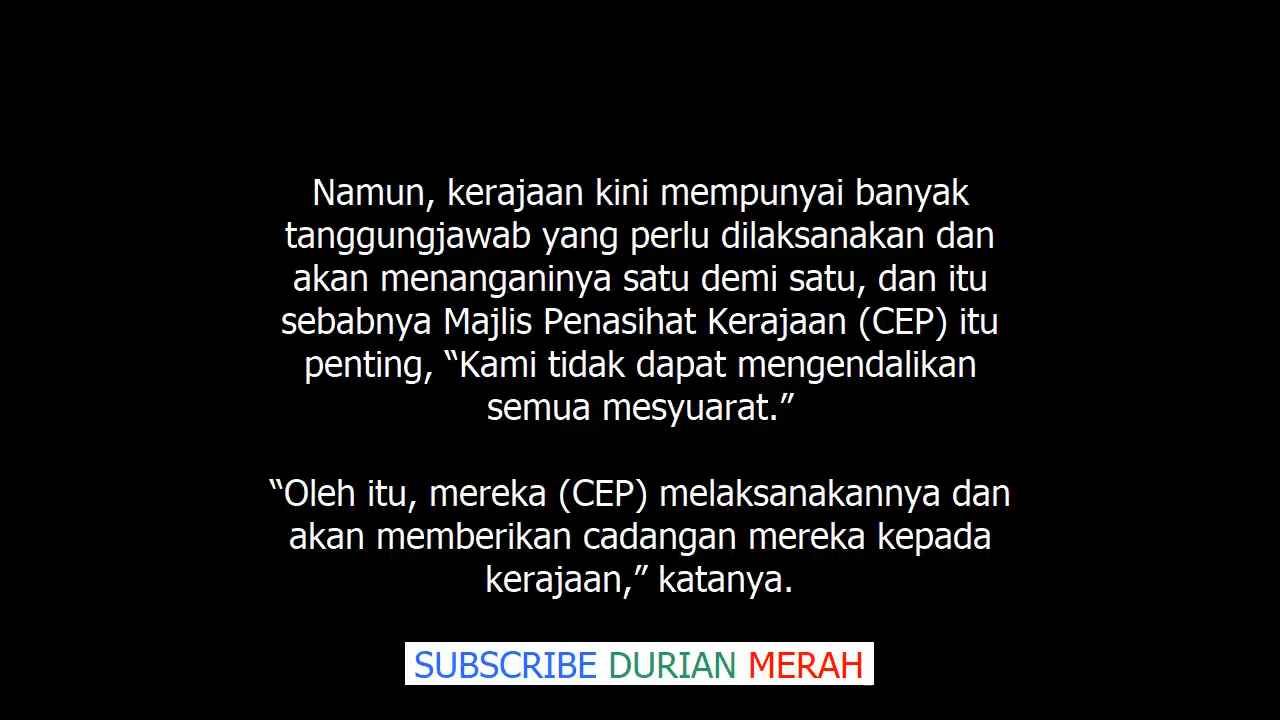 Namun, kerajaan kini mempunyai banyak
tanggungjawab yang perlu dilaksanakan dan
akan menanganinya satu demi satu, dan itu
sebabnya Majlis Penasihat Kerajaan (CEP) itu
penting, “Kami tidak dapat mengendalikan
semua mesyuarat.”
“Oleh itu, mereka (CEP) melaksanakannya dan
akan memberikan cadangan mereka kepada
kerajaan,” katanya.
SUBSCRIBE DURIAN MERAH